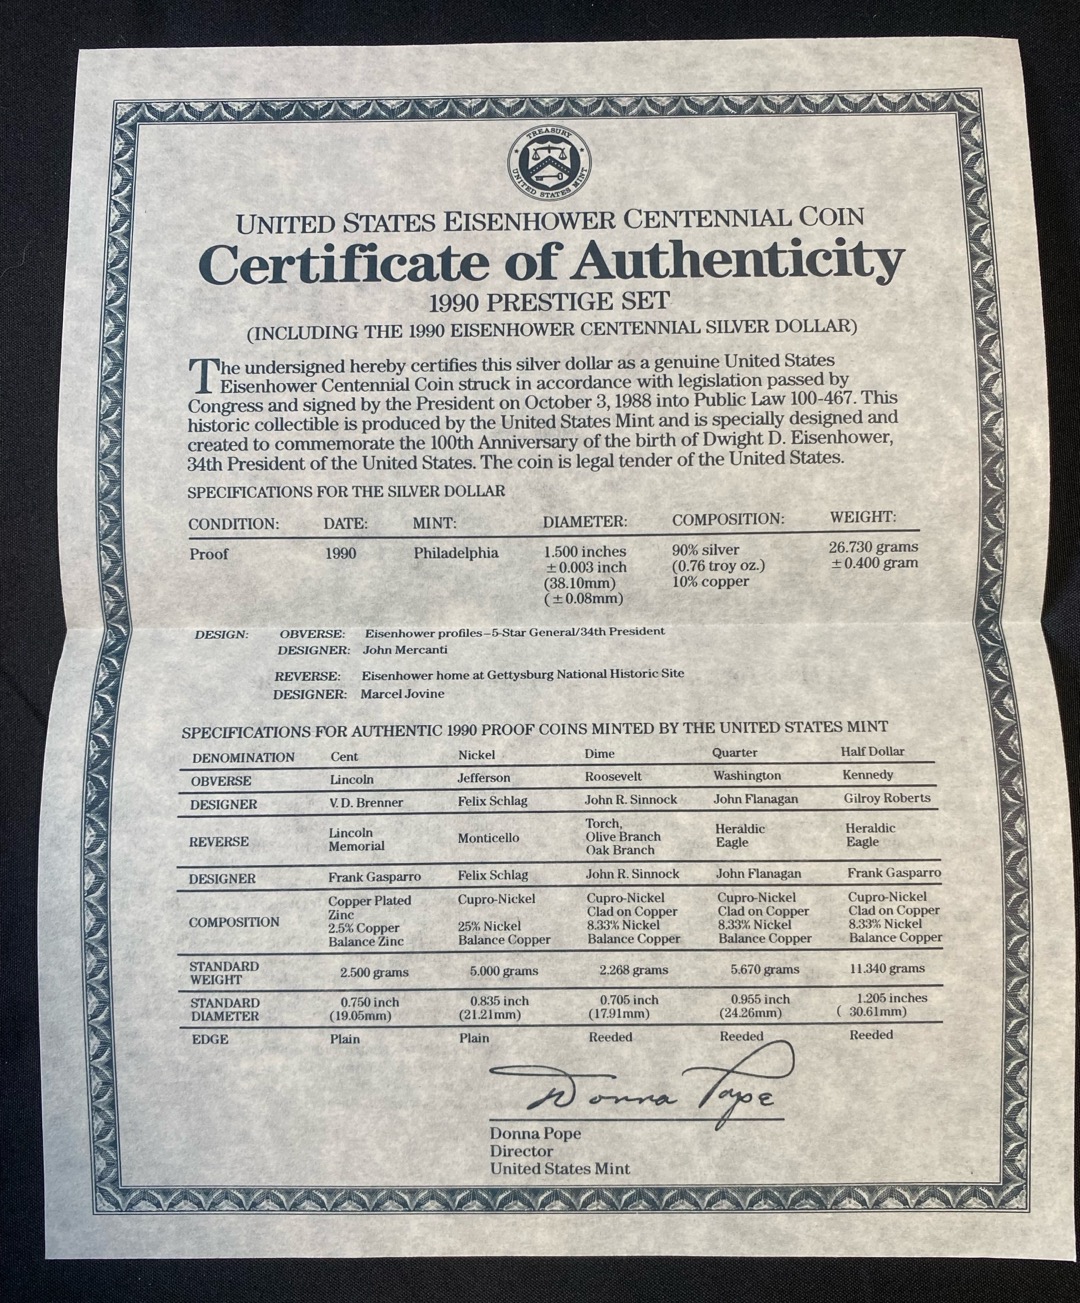 TREASURY
UNITED STATES MINT
UNITED STATES EISENHOWER CENTENNIAL COIN
Certificate of Authenticity
1990 PRESTIGE SET
(INCLUDING THE 1990 EISENHOWER CENTENNIAL SILVER DOLLAR)
The undersigned hereby certifies this silver dollar as a genuine United States
Eisenhower Centennial Coin struck in accordance with legislation passed by
Congress and signed by the President on October 3, 1988 into Public Law 100-467. This
historic collectible is produced by the United States Mint and is specially designed and
created to commemorate the 100th Anniversary of the birth of Dwight D. Eisenhower,
34th President of the United States. The coin is legal tender of the United States.
SPECIFICATIONS FOR THE SILVER DOLLAR
CONDITION: DATE: MINT: DIAMETER: COMPOSITION: WEIGHT:
Proof 1990 Philadelphia 1.500 inches 90% silver 26.730 grams
±0.003 inch (0.76 troy oz.) ±0.400 gram
(38.10mm) 10% copper
(±0.08mm)
DESIGN: OBVERSE: Eisenhower profiles–5-Star General/34th President
DESIGNER: John Mercanti
REVERSE: Eisenhower home at Gettysburg National Historic Site
DESIGNER: Marcel Jovine
SPECIFICATIONS FOR AUTHENTIC 1990 PROOF COINS MINTED BY THE UNITED STATES MINT
DENOMINATION Cent Nickel Dime Quarter Half Dollar
OBVERSE Lincoln Jefferson Roosevelt Washington Kennedy
DESIGNER V.D. Brenner Felix Schlag John R. Sinnock John Flanagan Gilroy Roberts
REVERSE Lincoln Memorial Monticello Torch, Olive Branch Oak Branch Heraldic Eagle Heraldic Eagle
DESIGNER Frank Gasparro Felix Schlag John R. Sinnock John Flanagan Frank Gasparro
COMPOSITION Copper Plated Zinc 2.5% Copper Balance Zinc Cupro-Nickel 25% Nickel Balance Copper Cupro-Nickel Clad on Copper 8.33% Nickel Balance Copper Cupro-Nickel Clad on Copper 8.33% Nickel Balance Copper Cupro-Nickel Clad on Copper 8.33% Nickel Balance Copper
STANDARD WEIGHT 2.500 grams 5.000 grams 2.268 grams 5.670 grams 11.340 grams
STANDARD DIAMETER 0.750 inch (19.05mm) 0.835 inch (21.21mm) 0.705 inch (17.91mm) 0.955 inch (24.26mm) 1.205 inches ( 30.61mm)
EDGE Plain Plain Reeded Reeded Reeded
Donna Pope
Donna Pope
Director
United States Mint